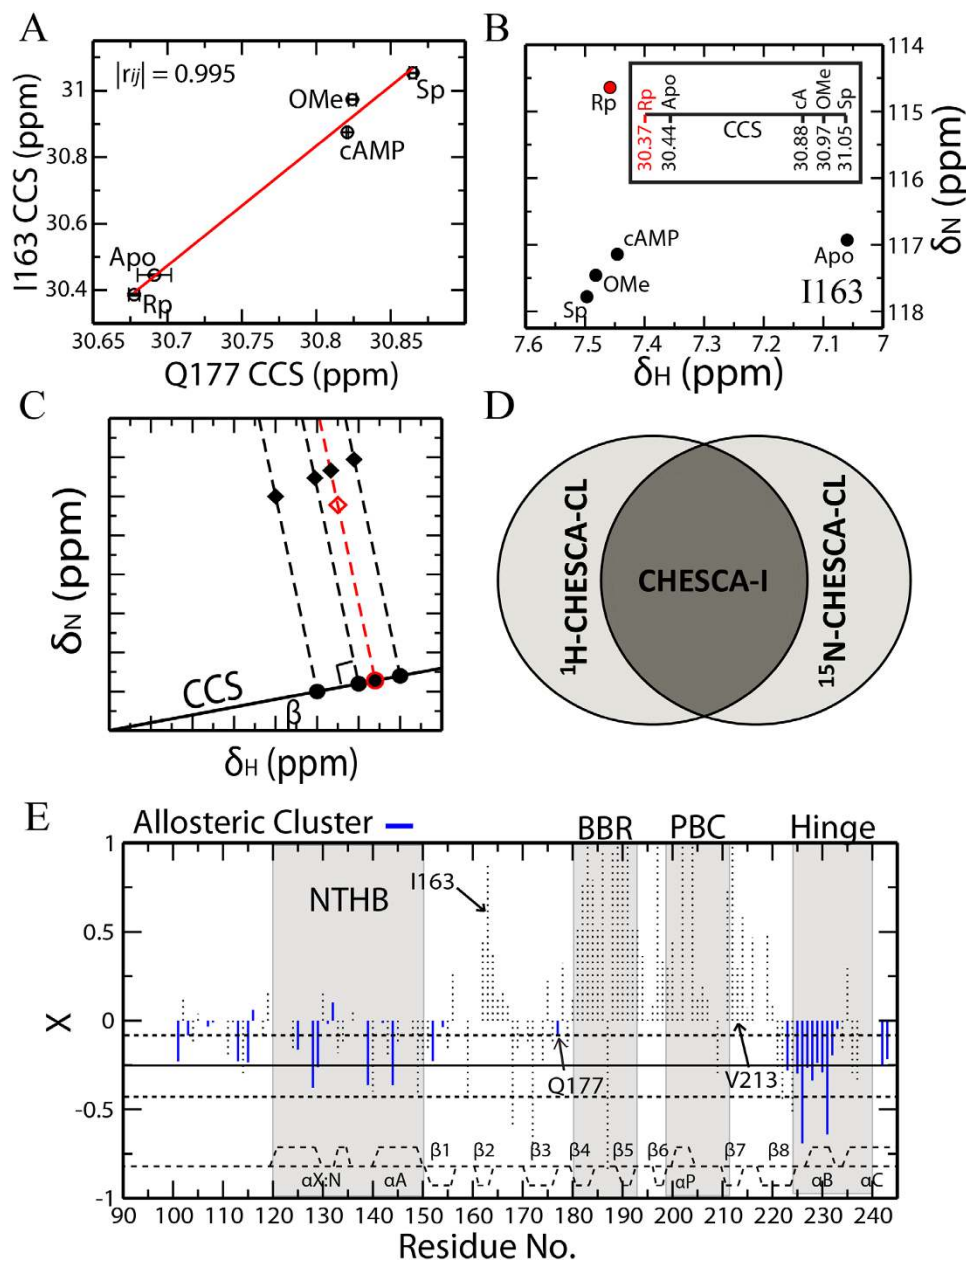 A
|rij| = 0.995
Sp
OMe
cAMP
Apo
Rp
31
30.8
30.6
30.4
I163 CCS (ppm)
30.65 30.7 30.75 30.8 30.85
Q177 CCS (ppm)
B
Rp
Rp
Apo
cA
OMe
Sp
CCS
30.37
30.44
30.88
30.97
31.05
cAMP
OMe
Sp
Apo
I163
114
115
116
117
118
δN (ppm)
7.6 7.5 7.4 7.3 7.2 7.1 7
δH (ppm)
C
δN (ppm)
CCS
β
δH (ppm)
D
1H-CHESCA-CL
CHESCA-I
15N-CHESCA-CL
E
Allosteric Cluster
BBR PBC Hinge
NTHB
I163
Q177
V213
1
0.5
0
-0.5
-1
X
β1 β2 β3 β4 β5 β6 β7 β8
αX:N αA αP αB αC
90 100 110 120 130 140 150 160 170 180 190 200 210 220 230 240
Residue No.